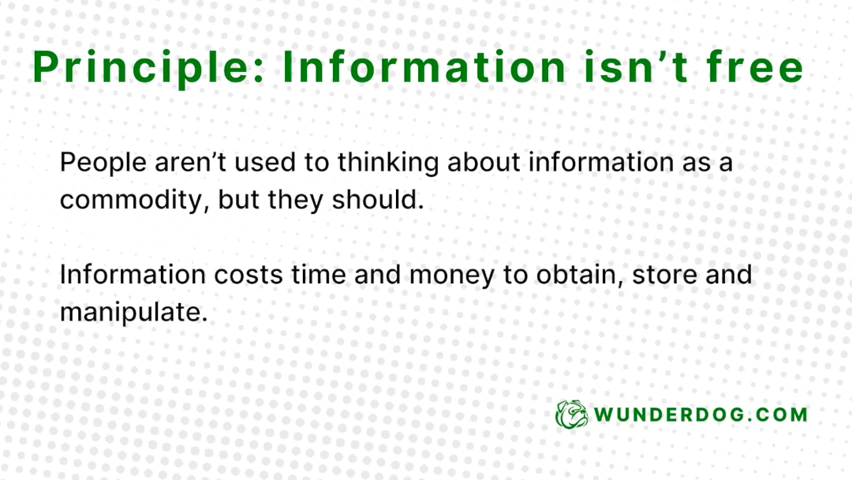 Principle: Information isn’t free
People aren’t used to thinking about information as a
commodity, but they should.
Information costs time and money to obtain, store and
manipulate.
WUNDERDOG.COM